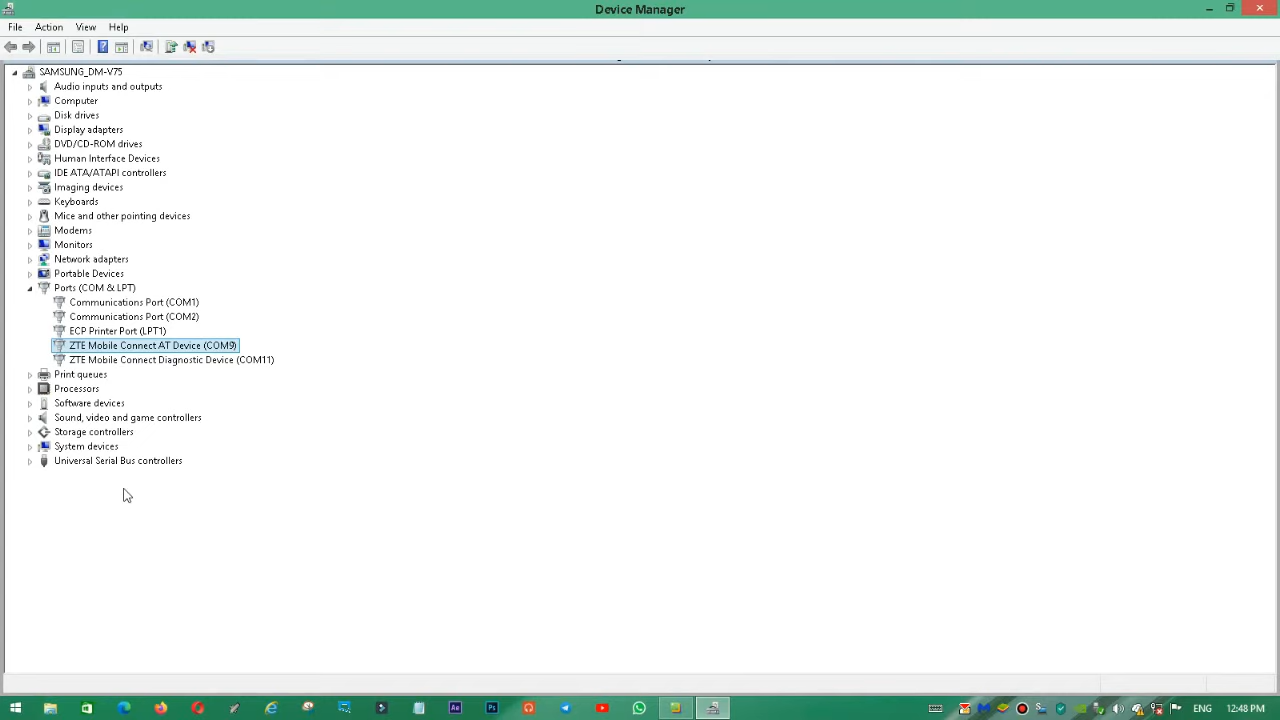 Device Manager
File Action View Help
SAMSUNG_DM-V75
Audio inputs and outputs
Computer
Disk drives
Display adapters
DVD/CD-ROM drives
Human Interface Devices
IDE ATA/ATAPI controllers
Imaging devices
Keyboards
Mice and other pointing devices
Modems
Monitors
Network adapters
Portable Devices
Ports (COM & LPT)
Communications Port (COM1)
Communications Port (COM2)
ECP Printer Port (LPT1)
ZTE Mobile Connect AT Device (COM9)
ZTE Mobile Connect Diagnostic Device (COM11)
Print queues
Processors
Software devices
Sound, video and game controllers
Storage controllers
System devices
Universal Serial Bus controllers
Ae Ps ENG 12:48 PM